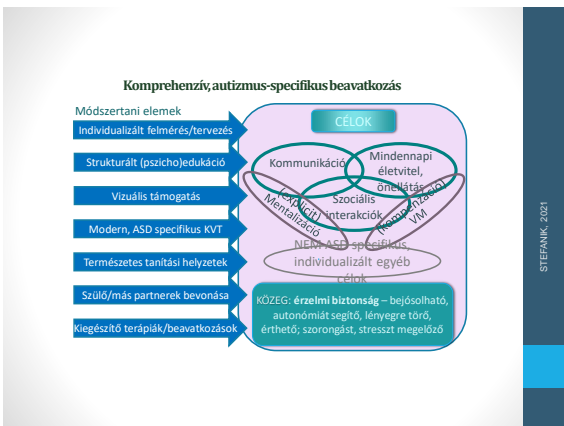 Komprehenzív, autizmus-specifikus beavatkozás
Módszertani elemek
Individualizált felmérés/tervezés
Strukturált (pszicho)edukáció
Vizuális támogatás
Modern, ASD specifikus KVT
Természetes tanítási helyzetek
Szülő/más partnerek bevonása
Kiegészítő terápiák/beavatkozások
CÉLOK
Kommunikáció
Mindennapi
életvitel,
önellátás
Szociális
interakciók
(explicit)
Mentalizáció
(kompenzáció)
VM
NEM ASD specifikus,
individualizált egyéb
célok
KÖZEG: érzelmi biztonság – bejósolható,
autonómiát segítő, lényegre törő,
érthető; szorongást, stresszt megelőző
STEFANIK, 2021